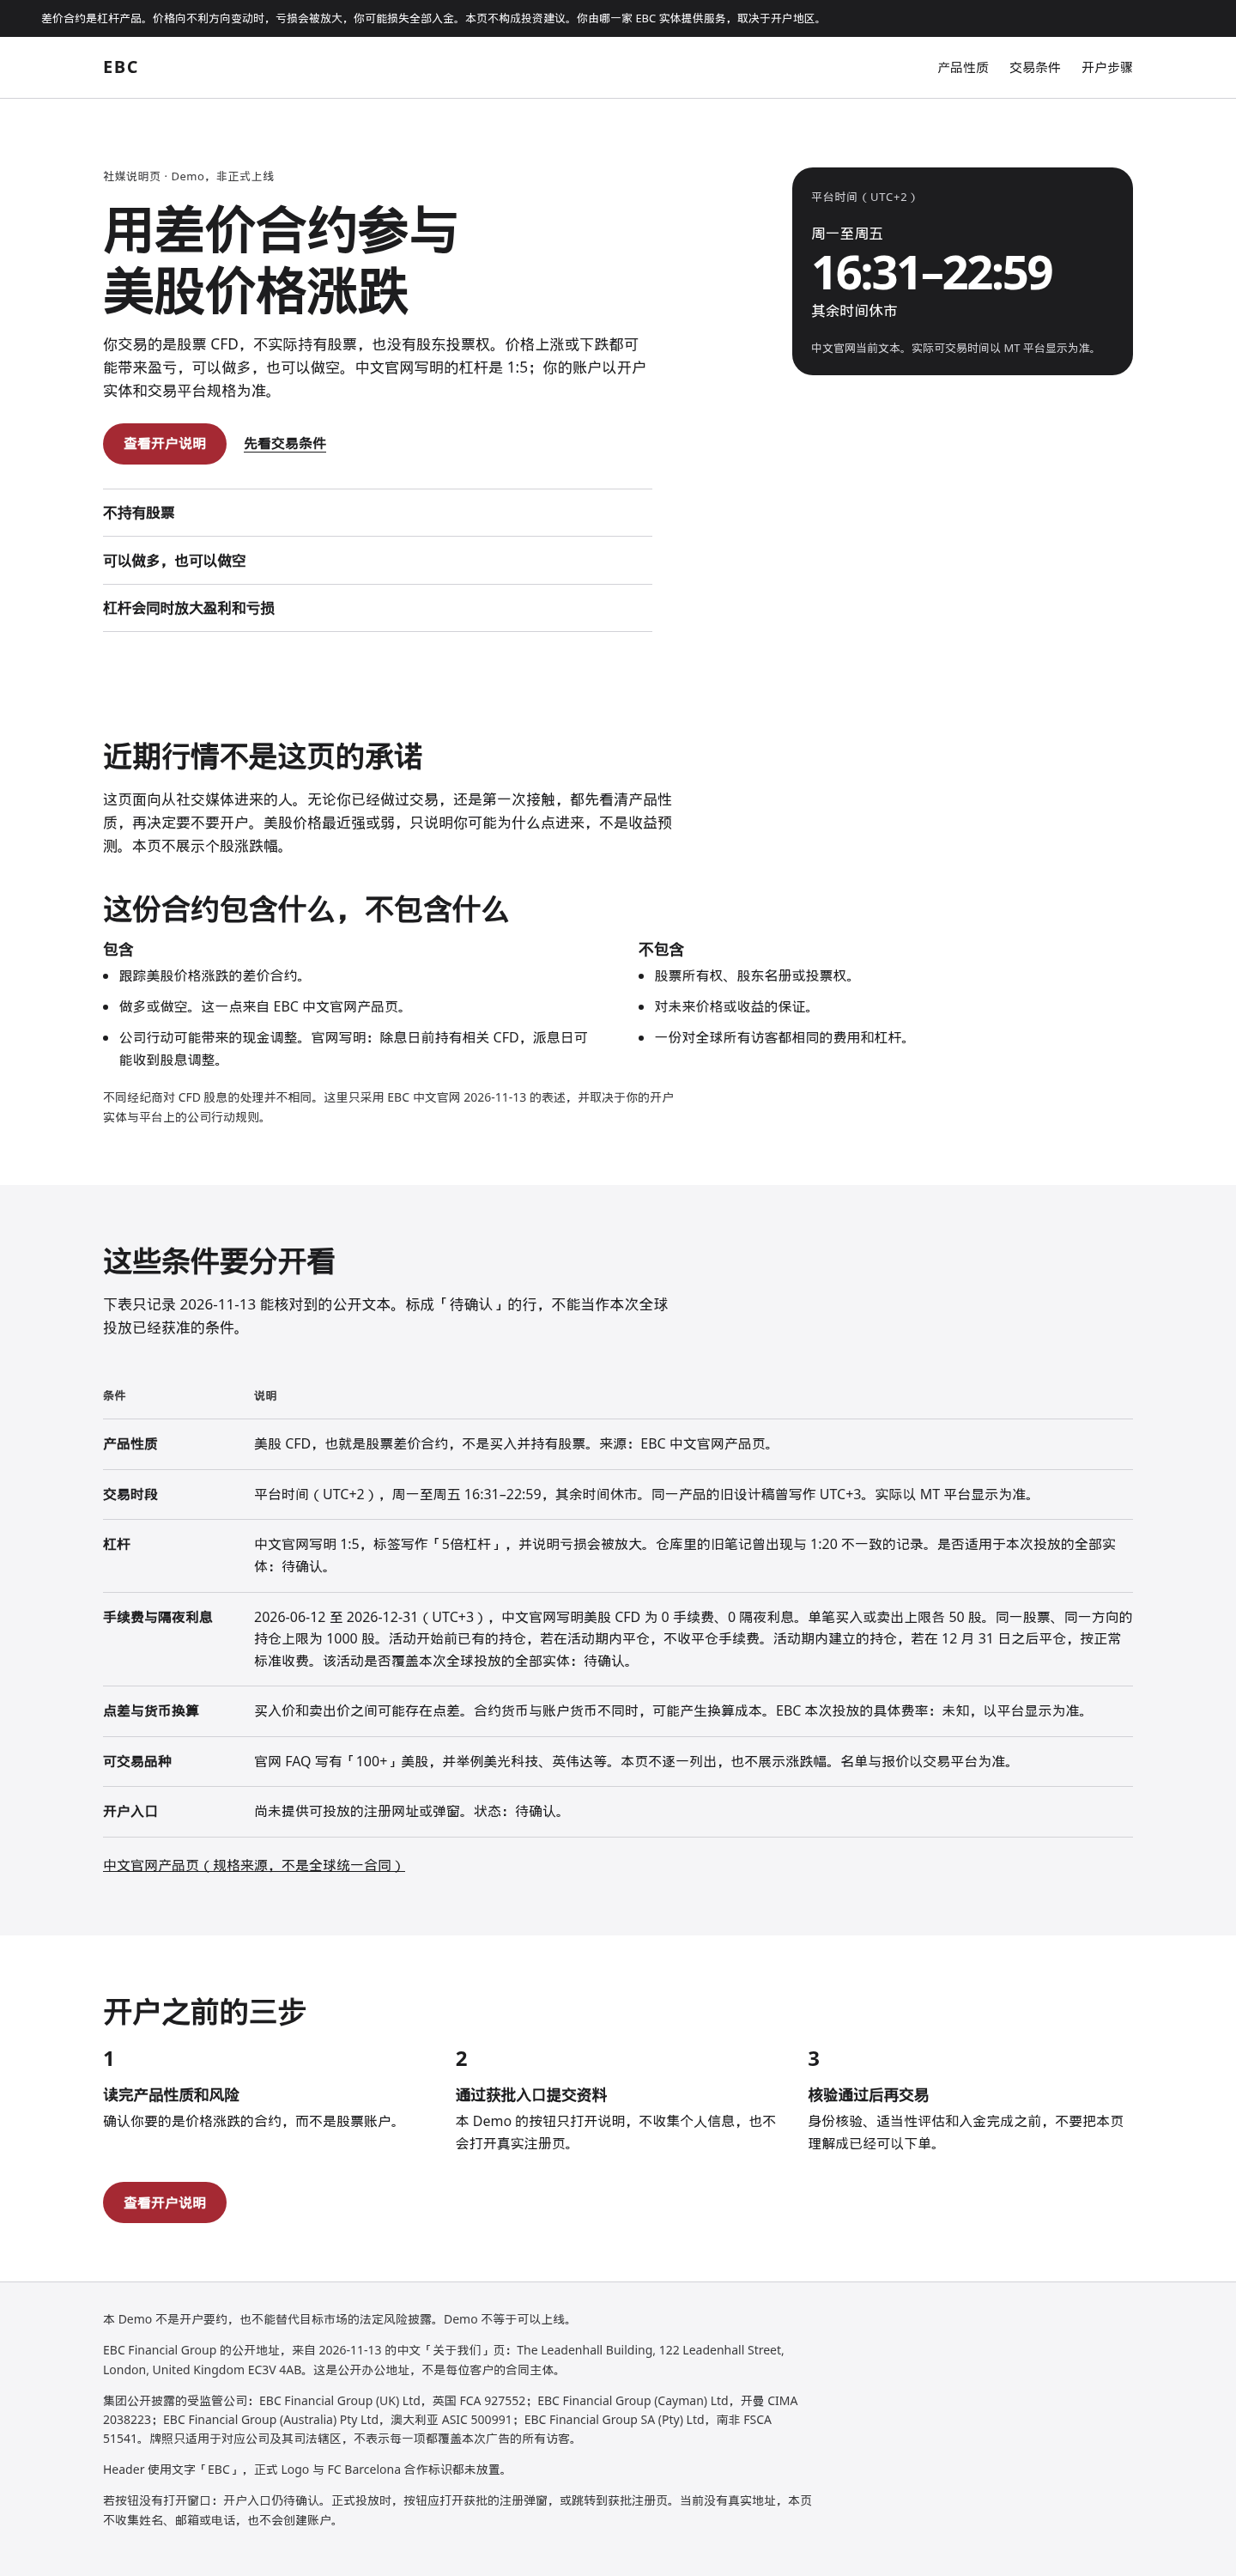 差价合约是杠杆产品。价格向不利方向变动时，亏损会被放大，你可能损失全部入金。本页不构成投资建议。你由哪一家 EBC 实体提供服务，取决于开户地区。
EBC
产品性质 交易条件 开户步骤
社媒说明页 · Demo，非正式上线
用差价合约参与
美股价格涨跌
你交易的是股票 CFD，不实际持有股票，也没有股东投票权。价格上涨或下跌都可
能带来盈亏，可以做多，也可以做空。中文官网写明的杠杆是 1:5；你的账户以开户
实体和交易平台规格为准。
查看开户说明 先看交易条件
不持有股票
可以做多，也可以做空
杠杆会同时放大盈利和亏损
平台时间（UTC+2）
周一至周五
16:31–22:59
其余时间休市
中文官网当前文本。实际可交易时间以 MT 平台显示为准。
近期行情不是这页的承诺
这页面向从社交媒体进来的人。无论你已经做过交易，还是第一次接触，都先看清产品性
质，再决定要不要开户。美股价格最近强或弱，只说明你可能为什么点进来，不是收益预
测。本页不展示个股涨跌幅。
这份合约包含什么，不包含什么
包含
跟踪美股价格涨跌的差价合约。
做多或做空。这一点来自 EBC 中文官网产品页。
公司行动可能带来的现金调整。官网写明：除息日前持有相关 CFD，派息日可
能收到股息调整。
不包含
股票所有权、股东名册或投票权。
对未来价格或收益的保证。
一份对全球所有访客都相同的费用和杠杆。
不同经纪商对 CFD 股息的处理并不相同。这里只采用 EBC 中文官网 2026-11-13 的表述，并取决于你的开户
实体与平台上的公司行动规则。
这些条件要分开看
下表只记录 2026-11-13 能核对到的公开文本。标成「待确认」的行，不能当作本次全球
投放已经获准的条件。
条件 说明
产品性质 美股 CFD，也就是股票差价合约，不是买入并持有股票。来源：EBC 中文官网产品页。
交易时段 平台时间（UTC+2），周一至周五 16:31–22:59，其余时间休市。同一产品的旧设计稿曾写作 UTC+3。实际以 MT 平台显示为准。
杠杆 中文官网写明 1:5，标签写作「5倍杠杆」，并说明亏损会被放大。仓库里的旧笔记曾出现与 1:20 不一致的记录。是否适用于本次投放的全部实
体：待确认。
手续费与隔夜利息 2026-06-12 至 2026-12-31（UTC+3），中文官网写明美股 CFD 为 0 手续费、0 隔夜利息。单笔买入或卖出上限各 50 股。同一股票、同一方向的
持仓上限为 1000 股。活动开始前已有的持仓，若在活动期内平仓，不收平仓手续费。活动期内建立的持仓，若在 12 月 31 日之后平仓，按正常
标准收费。该活动是否覆盖本次全球投放的全部实体：待确认。
点差与货币换算 买入价和卖出价之间可能存在点差。合约货币与账户货币不同时，可能产生换算成本。EBC 本次投放的具体费率：未知，以平台显示为准。
可交易品种 官网 FAQ 写有「100+」美股，并举例美光科技、英伟达等。本页不逐一列出，也不展示涨跌幅。名单与报价以交易平台为准。
开户入口 尚未提供可投放的注册网址或弹窗。状态：待确认。
中文官网产品页（规格来源，不是全球统一合同）
开户之前的三步
1
读完产品性质和风险
确认你要的是价格涨跌的合约，而不是股票账户。
2
通过获批入口提交资料
本 Demo 的按钮只打开说明，不收集个人信息，也不
会打开真实注册页。
3
核验通过后再交易
身份核验、适当性评估和入金完成之前，不要把本页
理解成已经可以下单。
查看开户说明
本 Demo 不是开户要约，也不能替代目标市场的法定风险披露。Demo 不等于可以上线。
EBC Financial Group 的公开地址，来自 2026-11-13 的中文「关于我们」页：The Leadenhall Building, 122 Leadenhall Street,
London, United Kingdom EC3V 4AB。这是公开办公地址，不是每位客户的合同主体。
集团公开披露的受监管公司：EBC Financial Group (UK) Ltd，英国 FCA 927552；EBC Financial Group (Cayman) Ltd，开曼 CIMA
2038223；EBC Financial Group (Australia) Pty Ltd，澳大利亚 ASIC 500991；EBC Financial Group SA (Pty) Ltd，南非 FSCA
51541。牌照只适用于对应公司及其司法辖区，不表示每一项都覆盖本次广告的所有访客。
Header 使用文字「EBC」，正式 Logo 与 FC Barcelona 合作标识都未放置。
若按钮没有打开窗口：开户入口仍待确认。正式投放时，按钮应打开获批的注册弹窗，或跳转到获批注册页。当前没有真实地址，本页
不收集姓名、邮箱或电话，也不会创建账户。